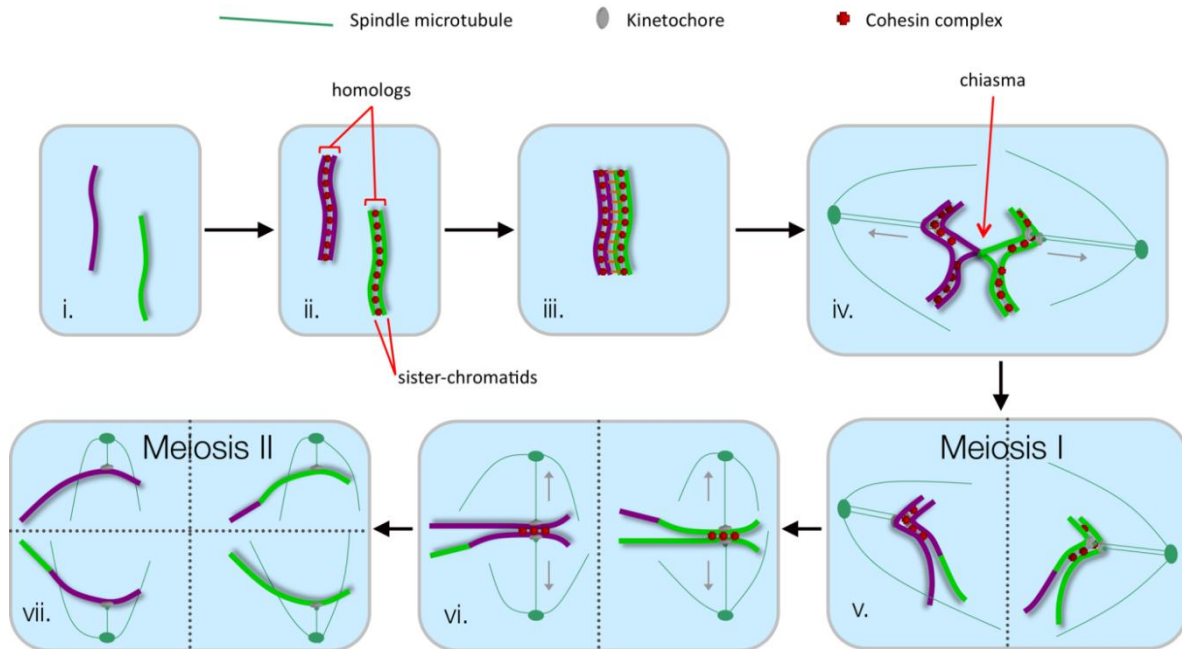 Spindle microtubule
Kinetochore
Cohesin complex
homologs
chiasma
i.
ii.
iii.
iv.
sister-chromatids
Meiosis II
Meiosis I
vii.
vi.
v.